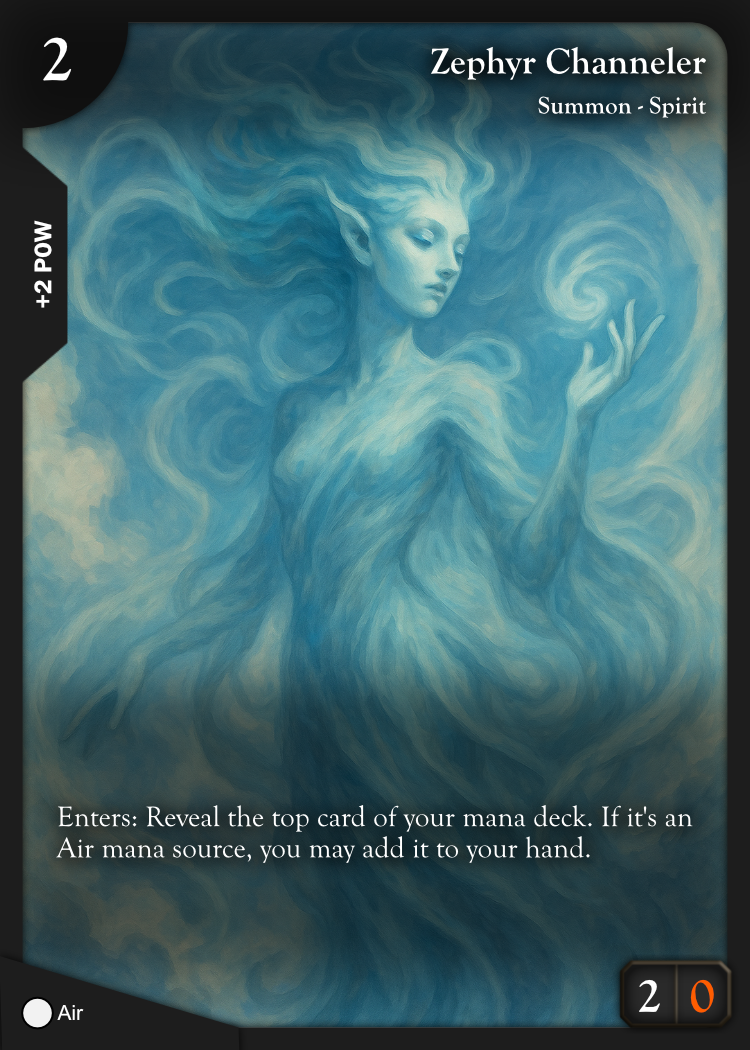 2
Zephyr Channeler
Summon - Spirit
+2 POW
Enters: Reveal the top card of your mana deck. If it's an
Air mana source, you may add it to your hand.
Air
2 0